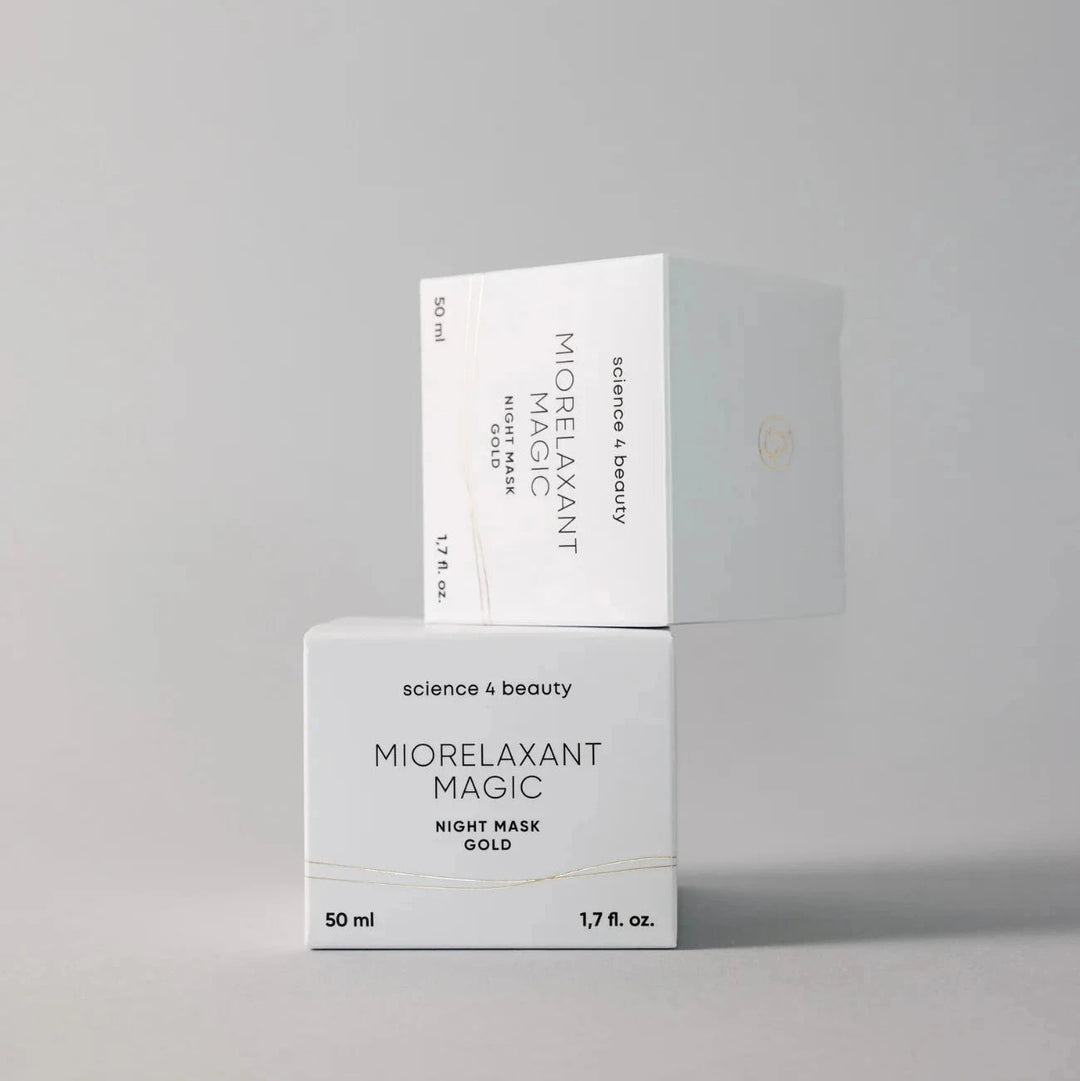 science 4 beauty
MIORELAXANT
MAGIC
NIGHT MASK
GOLD
50 ml
1,7 fl. oz.
science 4 beauty
MIORELAXANT
MAGIC
NIGHT MASK
GOLD
50 ml
1,7 fl. oz.